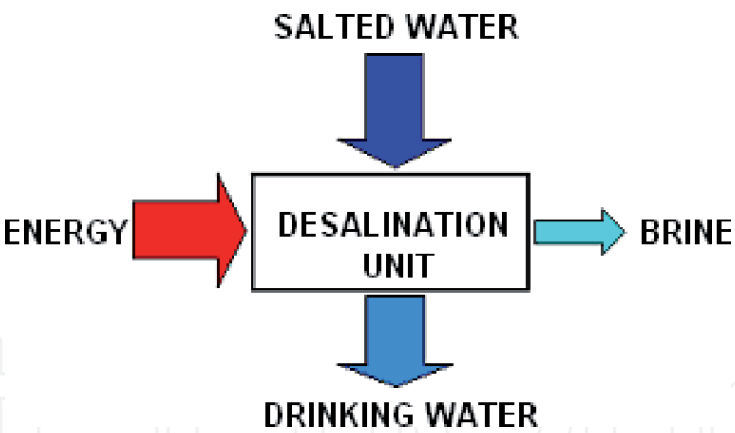 SALTED WATER
ENERGY
DESALINATION
UNIT
BRINE
DRINKING WATER